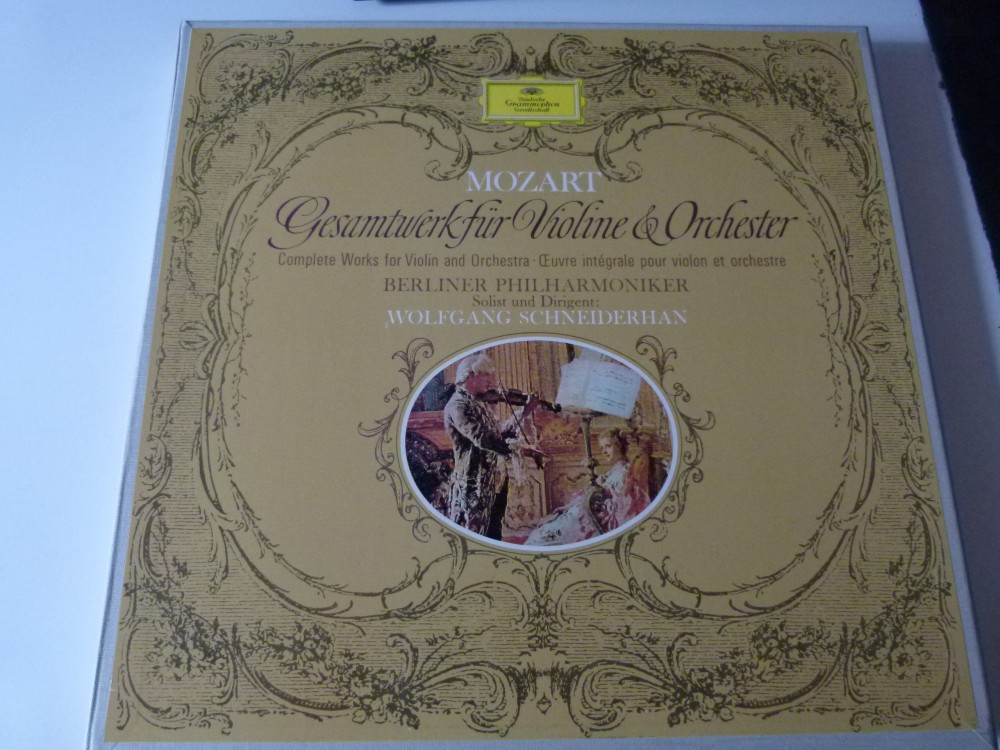 Deutsche
Grammophon
Gesellschaft
MOZART
Gesamtwerk für Violine & Orchester
Complete Works for Violin and Orchestra · Œuvre intégrale pour violon et orchestre
BERLINER PHILHARMONIKER
Solist und Dirigent:
WOLFGANG SCHNEIDERHAN